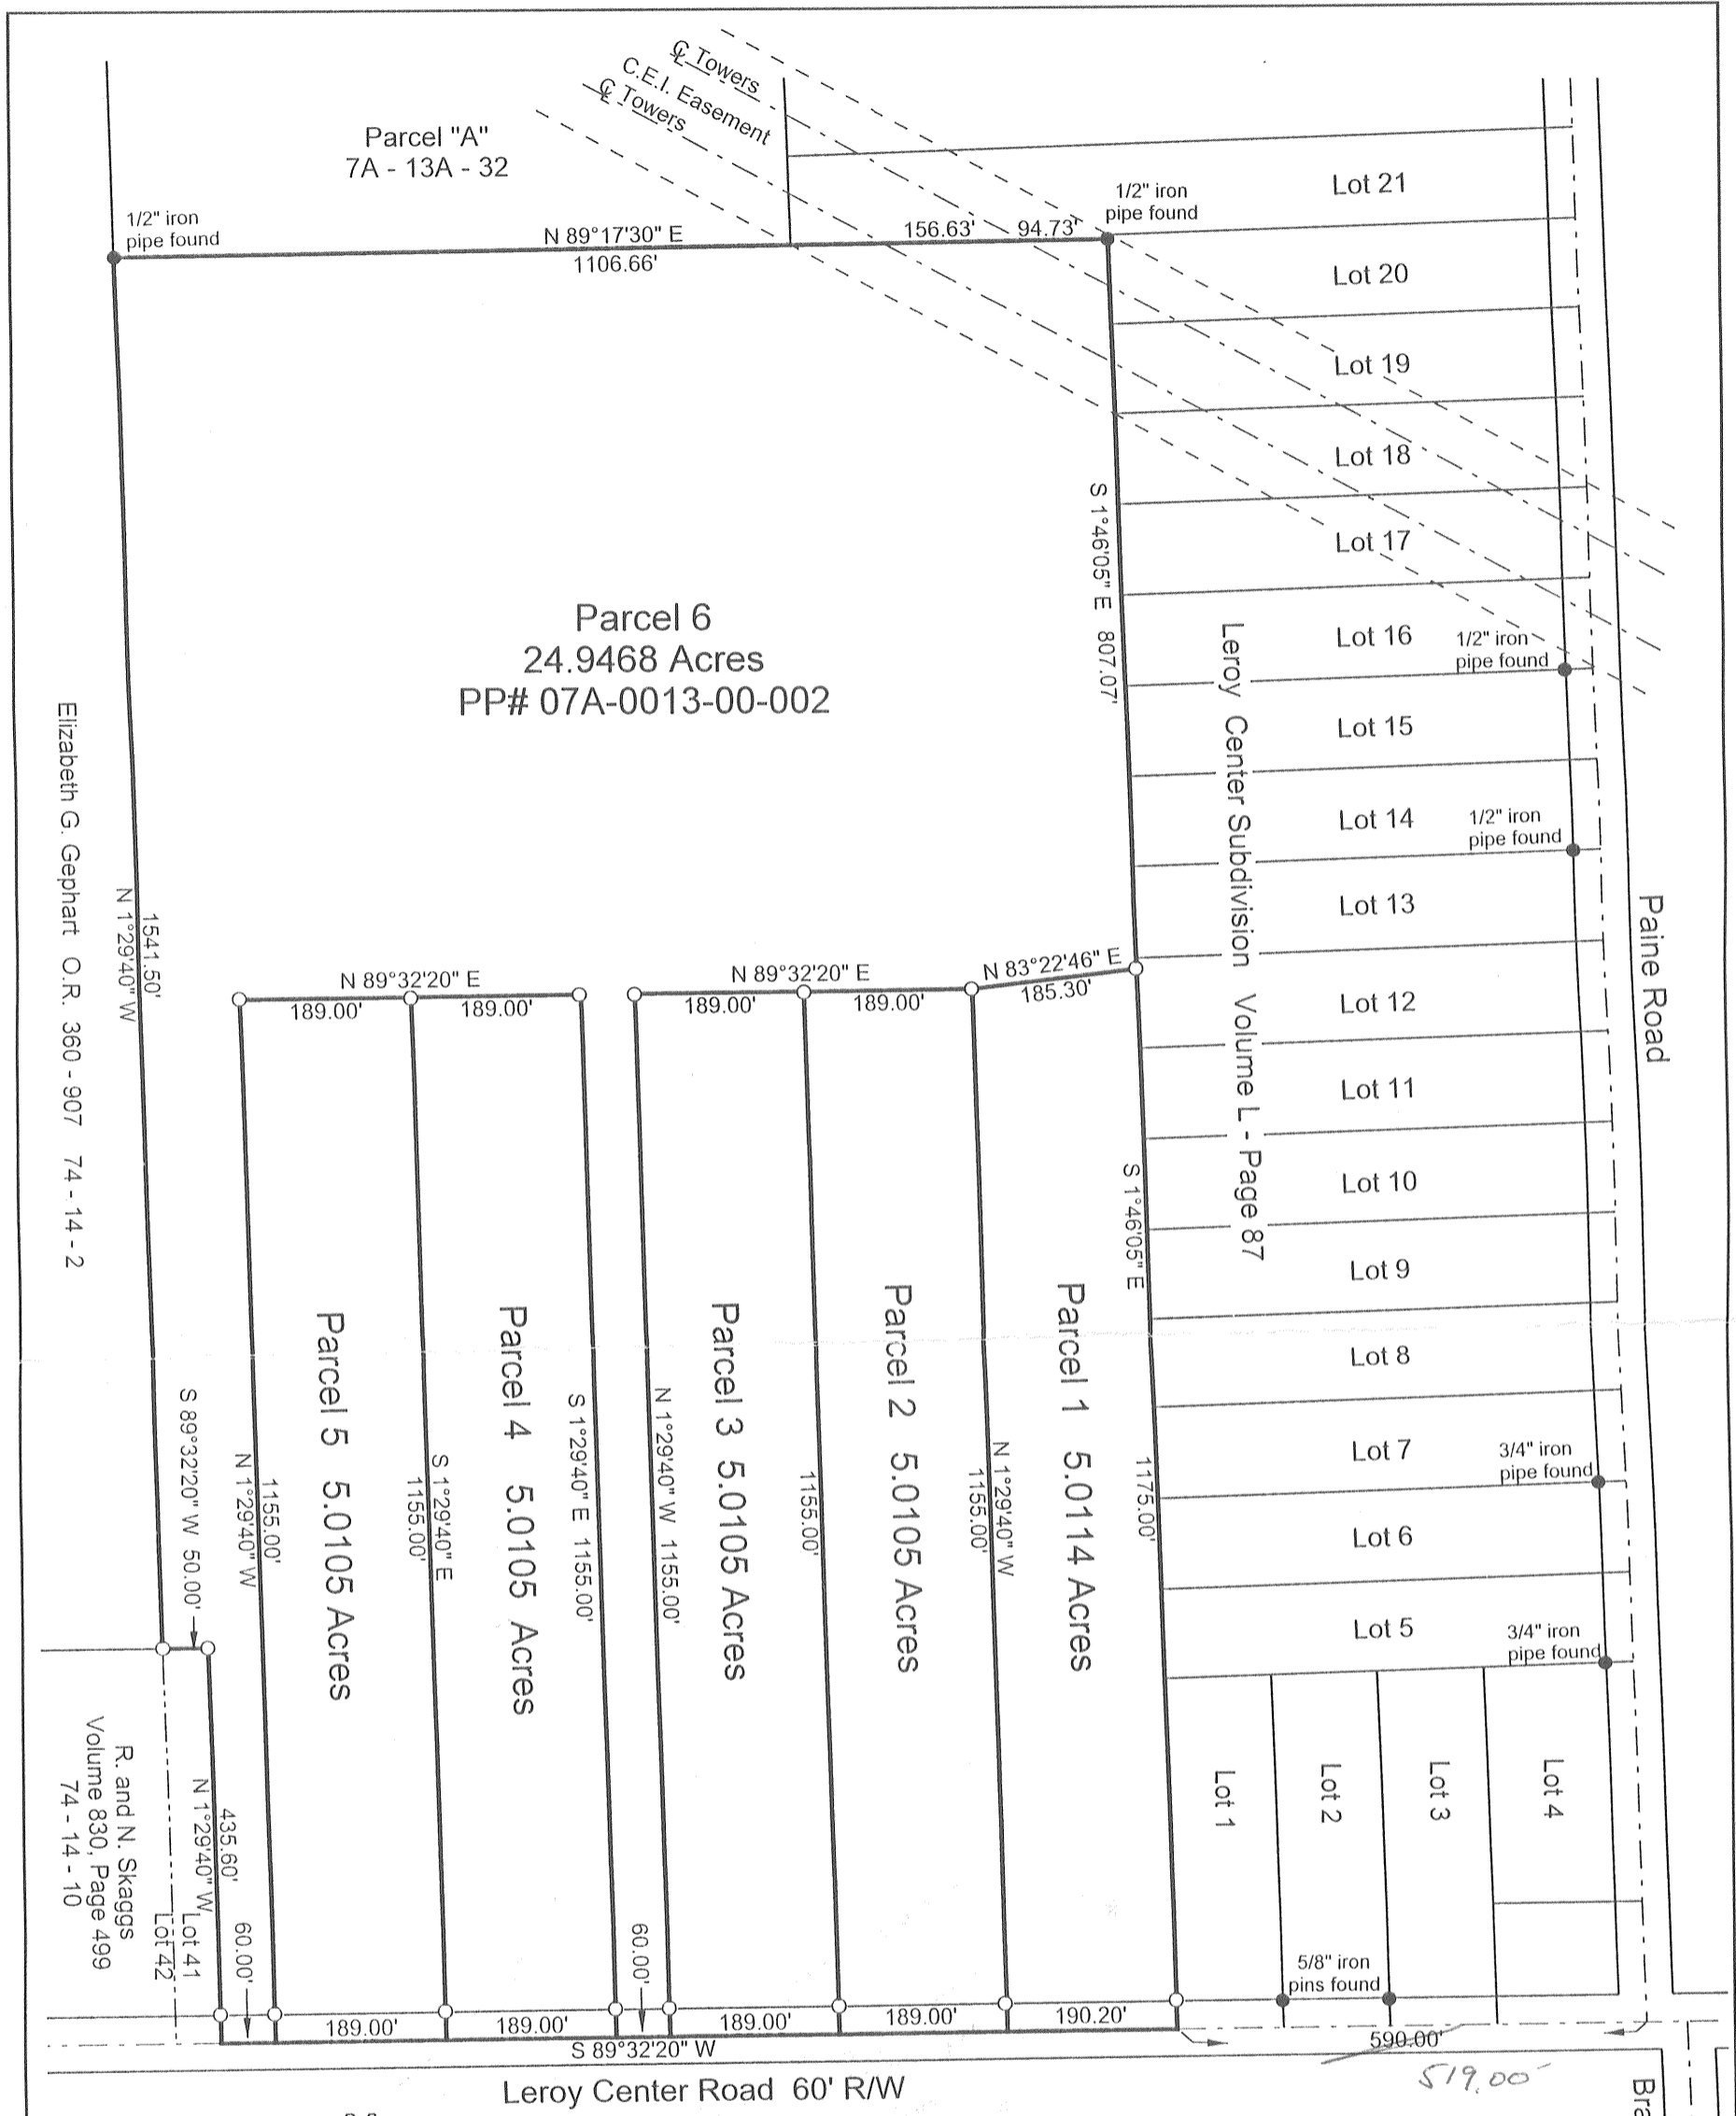 ℄ Towers
C.E.I. Easement
℄ Towers
Parcel "A"
7A - 13A - 32
1/2" iron
pipe found
N 89°17'30" E
1106.66'
156.63'
94.73'
1/2" iron
pipe found
Lot 21
Lot 20
Lot 19
Lot 18
Lot 17
Lot 16
1/2" iron
pipe found
Lot 15
Lot 14
1/2" iron
pipe found
Lot 13
Lot 12
Lot 11
Lot 10
Lot 9
Lot 8
Lot 7
3/4" iron
pipe found
Lot 6
Lot 5
3/4" iron
pipe found
Lot 1
Lot 2
Lot 3
Lot 4
5/8" iron
pins found
Paine Road
Leroy Center Subdivision Volume L - Page 87
S 1°46'05" E 807.07'
Parcel 6
24.9468 Acres
PP# 07A-0013-00-002
Elizabeth G. Gephart O.R. 360 - 907 74 - 14 - 2
1541.50'
N 1°29'40" W
N 89°32'20" E
189.00'
189.00'
N 89°32'20" E
189.00'
189.00'
N 83°22'46" E
185.30'
S 1°46'05" E
1175.00'
Parcel 1 5.0114 Acres
N 1°29'40" W
1155.00'
Parcel 2 5.0105 Acres
1155.00'
Parcel 3 5.0105 Acres
N 1°29'40" W 1155.00'
S 1°29'40" E 1155.00'
Parcel 4 5.0105 Acres
S 1°29'40" E
1155.00'
Parcel 5 5.0105 Acres
1155.00'
N 1°29'40" W
S 89°32'20" W 50.00'
435.60'
N 1°29'40" W
R. and N. Skaggs
Volume 830, Page 499
74 - 14 - 10
Lot 41
Lot 42
60.00'
60.00'
189.00'
189.00'
189.00'
189.00'
190.20'
S 89°32'20" W
590.00'
519.00'
Leroy Center Road 60' R/W
Bra